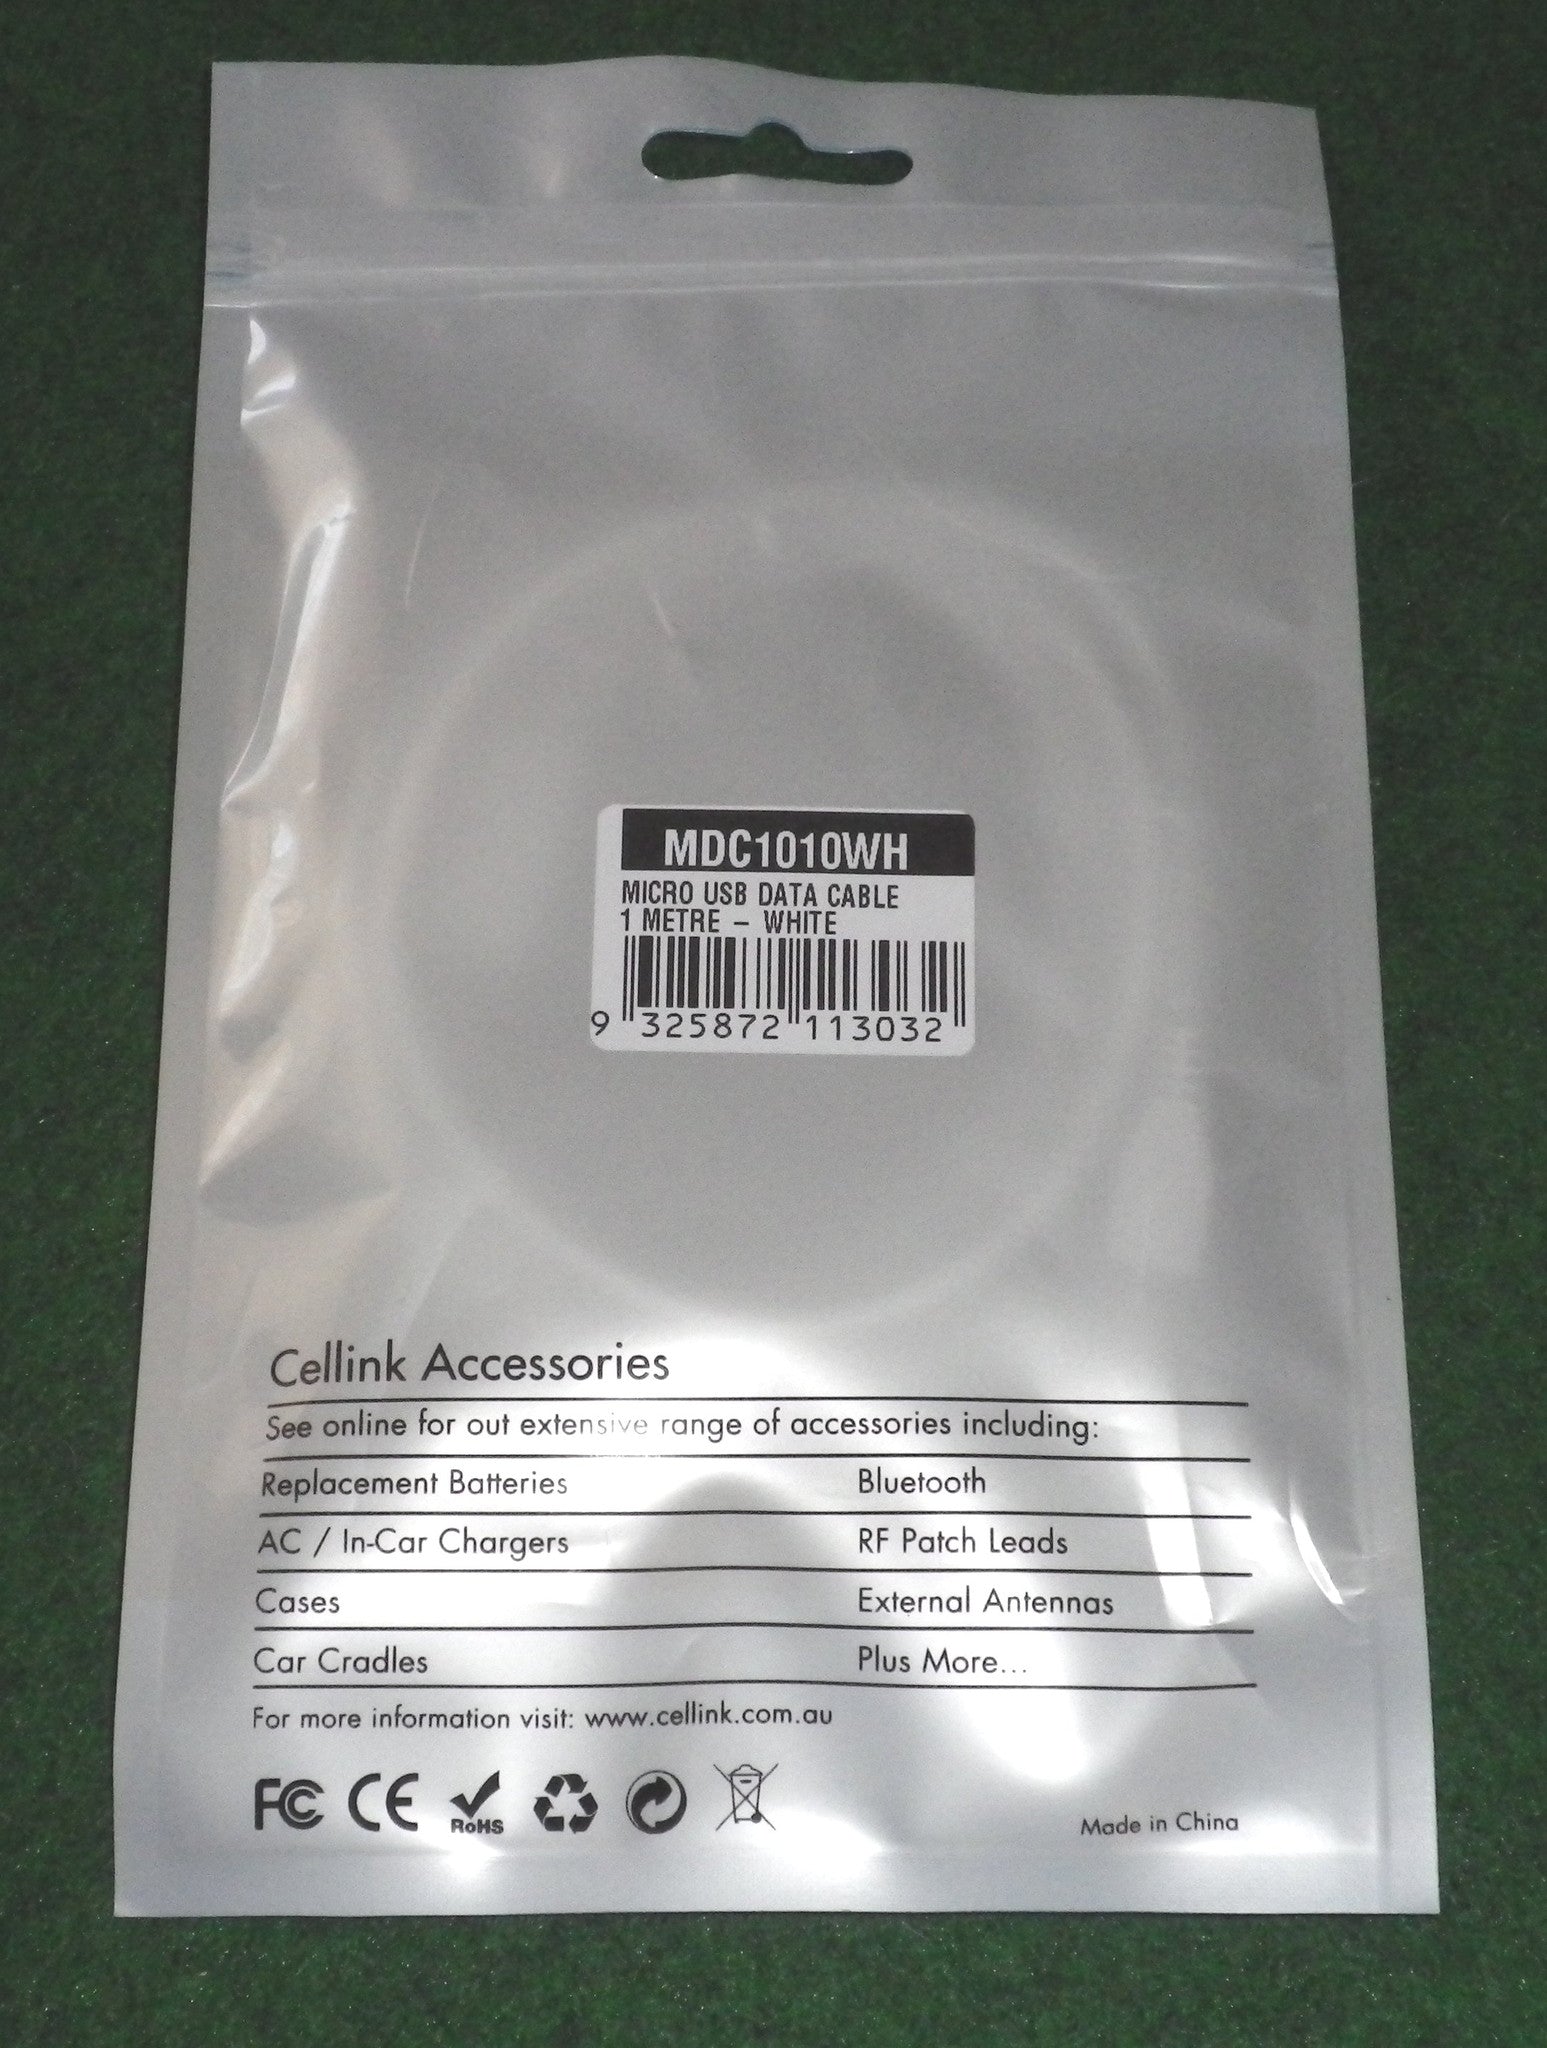 MDC1010WH
MICRO USB DATA CABLE
1 METRE – WHITE
9 325872 113032
Cellink Accessories
See online for out extensive range of accessories including:
Replacement Batteries Bluetooth
AC / In-Car Chargers RF Patch Leads
Cases External Antennas
Car Cradles Plus More...
For more information visit: www.cellink.com.au
FC CE RoHS Made in China